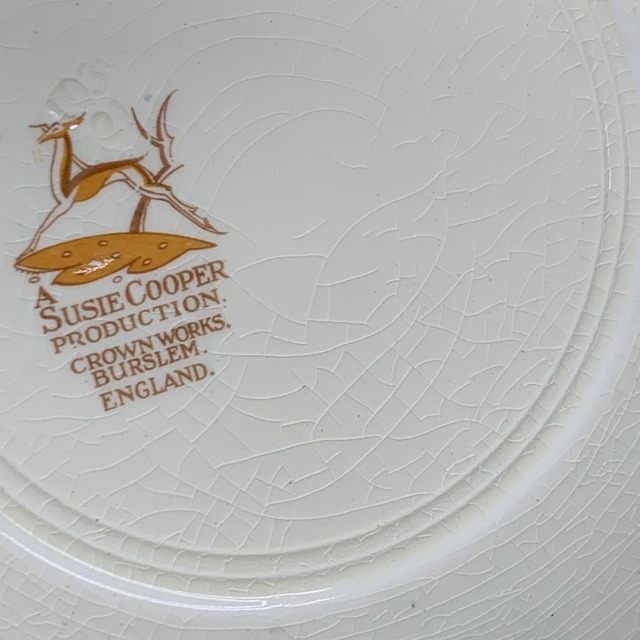 A
SUSIE COOPER
PRODUCTION.
CROWN WORKS.
BURSLEM.
ENGLAND.